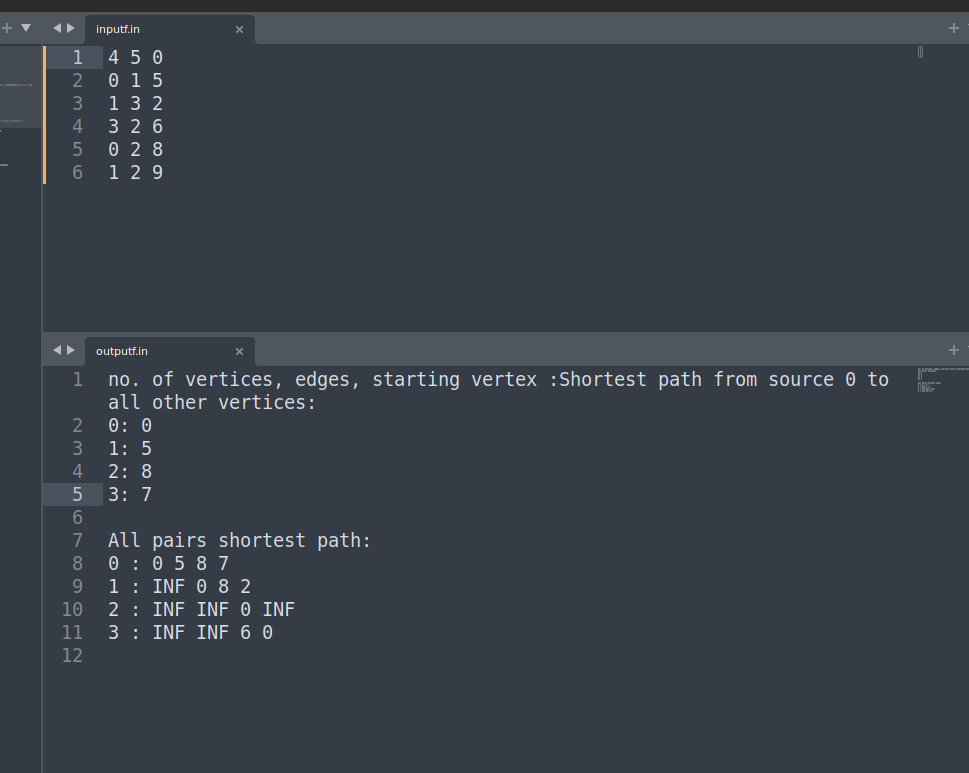 inputf.in
1 4 5 0
2 0 1 5
3 1 3 2
4 3 2 6
5 0 2 8
6 1 2 9
outputf.in
1 no. of vertices, edges, starting vertex :Shortest path from source 0 to
all other vertices:
2 0: 0
3 1: 5
4 2: 8
5 3: 7
6
7 All pairs shortest path:
8 0 : 0 5 8 7
9 1 : INF 0 8 2
10 2 : INF INF 0 INF
11 3 : INF INF 6 0
12